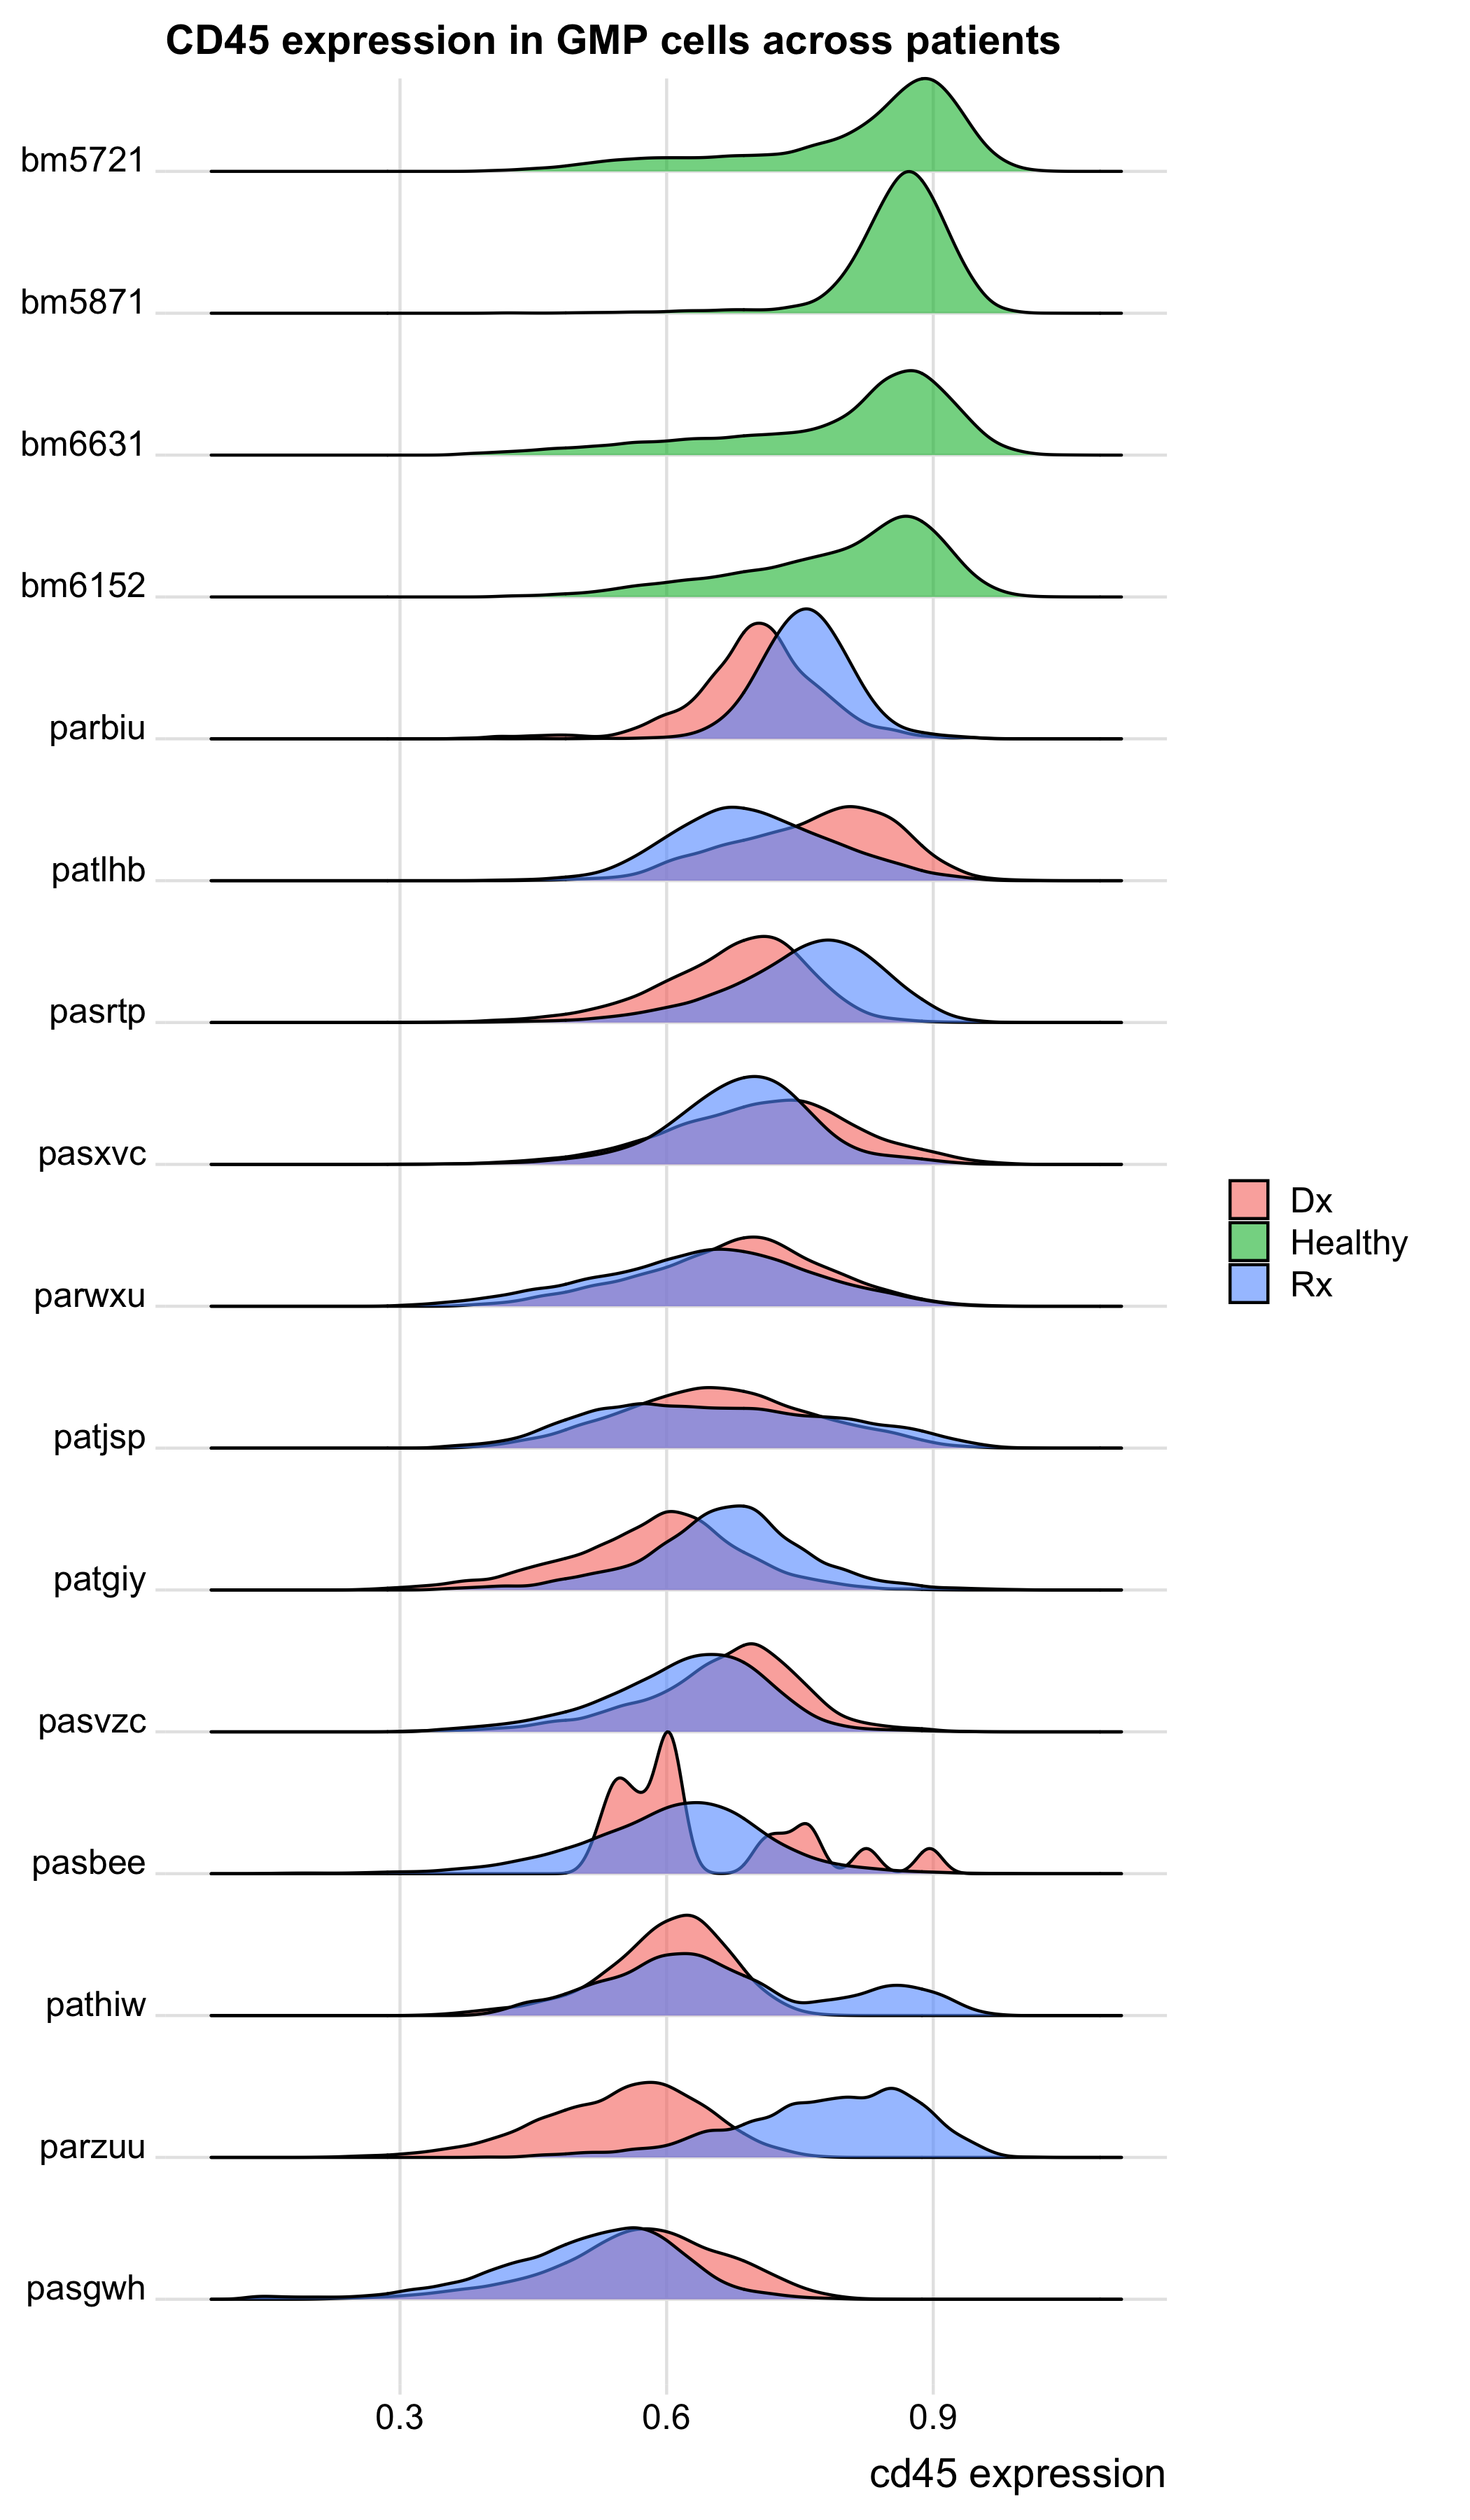 CD45 expression in GMP cells across patients
bm5721
bm5871
bm6631
bm6152
parbiu
patlhb
pasrtp
pasxvc
parwxu
patjsp
patgiy
pasvzc
pasbee
pathiw
parzuu
pasgwh
Dx
Healthy
Rx
0.3 0.6 0.9
cd45 expression